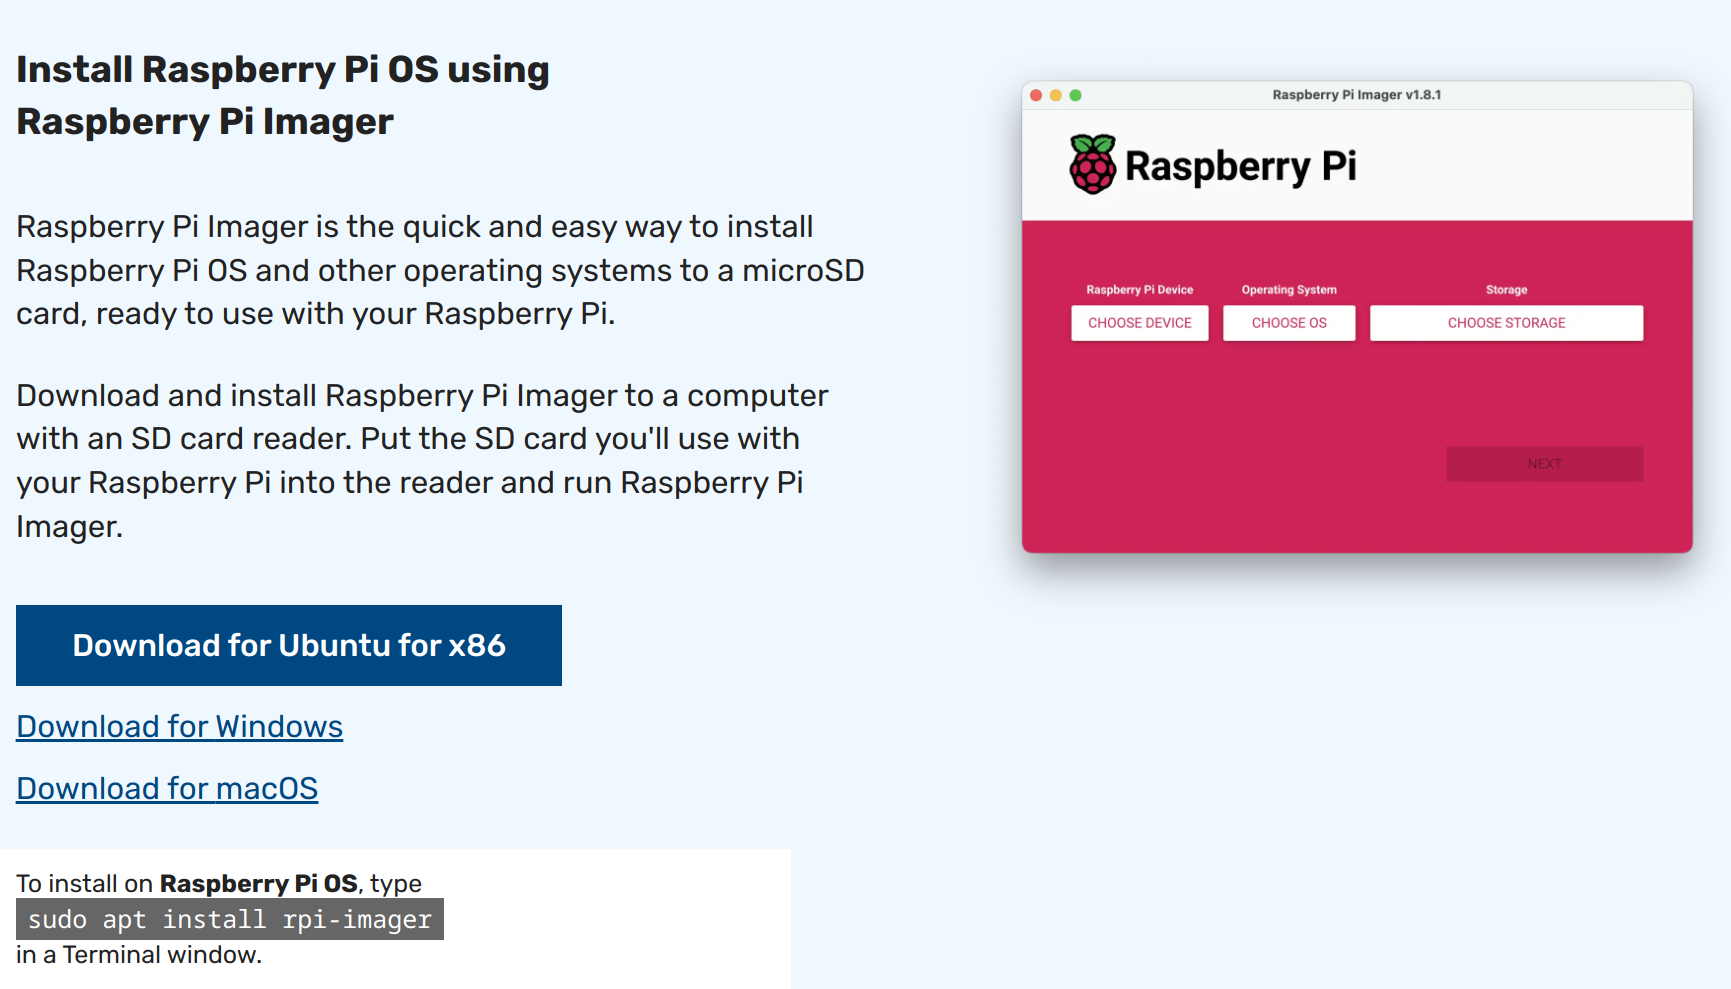 Install Raspberry Pi OS using
Raspberry Pi Imager
Raspberry Pi Imager is the quick and easy way to install
Raspberry Pi OS and other operating systems to a microSD
card, ready to use with your Raspberry Pi.
Download and install Raspberry Pi Imager to a computer
with an SD card reader. Put the SD card you'll use with
your Raspberry Pi into the reader and run Raspberry Pi
Imager.
Download for Ubuntu for x86
Download for Windows
Download for macOS
To install on Raspberry Pi OS, type
sudo apt install rpi-imager
in a Terminal window.
Raspberry Pi Imager v1.8.1
Raspberry Pi
Raspberry Pi Device Operating System Storage
CHOOSE DEVICE CHOOSE OS CHOOSE STORAGE
NEXT